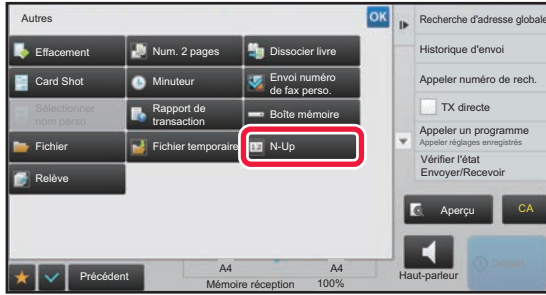 Autres
OK
Effacement
Num. 2 pages
Dissocier livre
Card Shot
Minuteur
Envoi numéro
de fax perso.
Sélectionner
nom perso.
Rapport de
transaction
Boîte mémoire
Fichier
Fichier temporaire
12 N-Up
Relève
Précédent
A4
A4
Mémoire réception 100%
Recherche d'adresse globale
Historique d'envoi
Appeler numéro de rech.
TX directe
Appeler un programme
Appeler réglages enregistrés
Vérifier l'état
Envoyer/Recevoir
Aperçu
CA
Haut-parleur
Départ